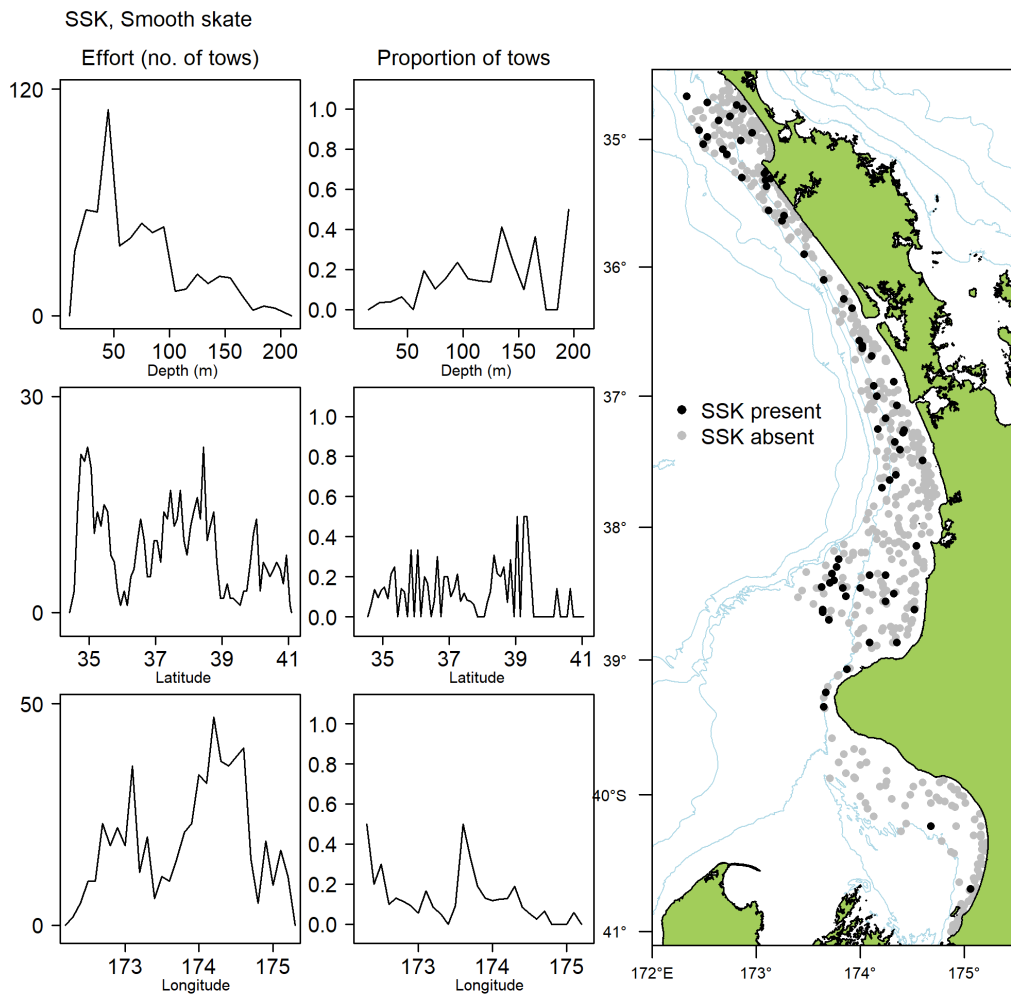 SSK, Smooth skate
Effort (no. of tows)
Proportion of tows
120
0
50 100 150 200
Depth (m)
1.0
0.8
0.6
0.4
0.2
0.0
50 100 150 200
Depth (m)
30
0
35 37 39 41
Latitude
1.0
0.8
0.6
0.4
0.2
0.0
35 37 39 41
Latitude
50
0
173 174 175
Longitude
1.0
0.8
0.6
0.4
0.2
0.0
173 174 175
Longitude
35°
36°
37°
SSK present
SSK absent
38°
39°
40°S
41°
172°E 173° 174° 175°